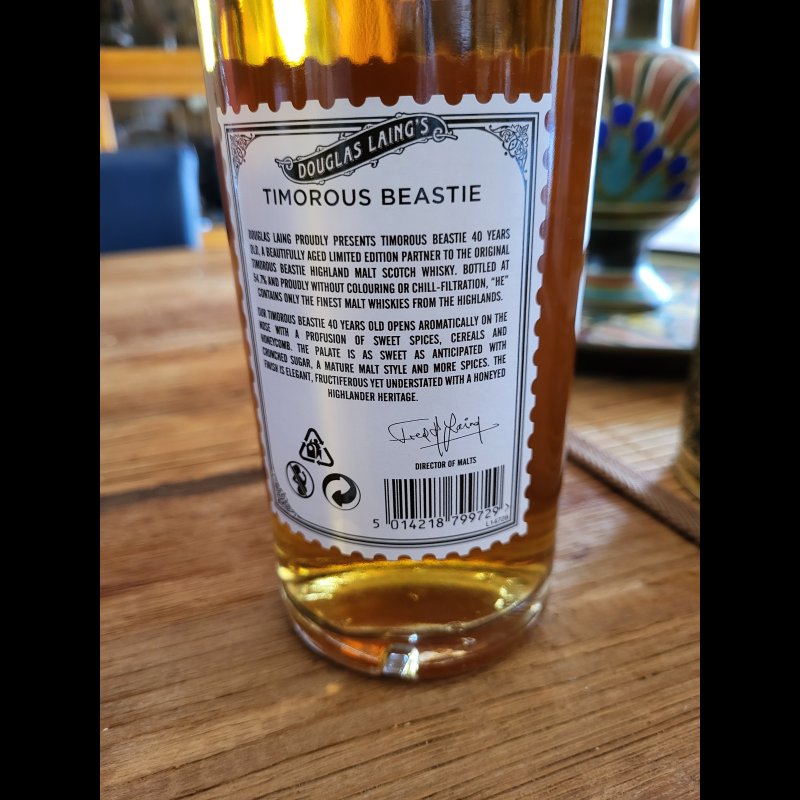 DOUGLAS LAING'S
TIMOROUS BEASTIE
DOUGLAS LAING PROUDLY PRESENTS TIMOROUS BEASTIE 40 YEARS
OLD, A BEAUTIFULLY AGED LIMITED EDITION PARTNER TO THE ORIGINAL
TIMOROUS BEASTIE HIGHLAND MALT SCOTCH WHISKY. BOTTLED AT
54.7% AND PROUDLY WITHOUT COLOURING OR CHILL-FILTRATION, "HE"
CONTAINS ONLY THE FINEST MALT WHISKIES FROM THE HIGHLANDS.
OUR TIMOROUS BEASTIE 40 YEARS OLD OPENS AROMATICALLY ON THE
NOSE WITH A PROFUSION OF SWEET SPICES, CEREALS AND
HONEYCOMB. THE PALATE IS AS SWEET AS ANTICIPATED WITH
CRUNCHED SUGAR, A MATURE MALT STYLE AND MORE SPICES. THE
FINISH IS ELEGANT, FRUCTIFEROUS YET UNDERSTATED WITH A HONEYED
HIGHLANDER HERITAGE.
Fred H Laing
DIRECTOR OF MALTS
5 014218 799729 >